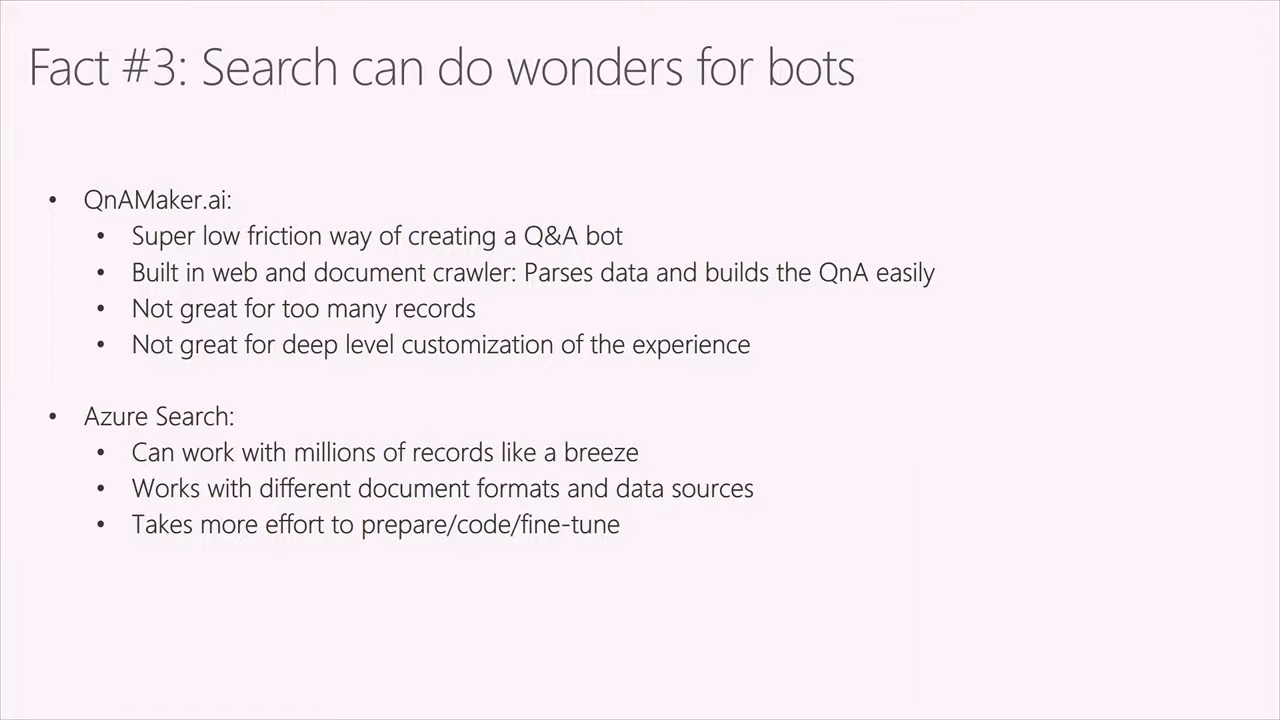 Fact #3: Search can do wonders for bots
• QnAMaker.ai:
• Super low friction way of creating a Q&A bot
• Built in web and document crawler: Parses data and builds the QnA easily
• Not great for too many records
• Not great for deep level customization of the experience
• Azure Search:
• Can work with millions of records like a breeze
• Works with different document formats and data sources
• Takes more effort to prepare/code/fine-tune